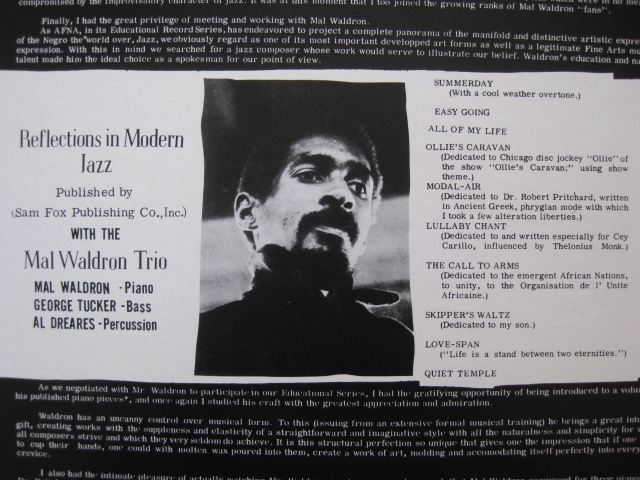 compromised by the improvisatory character of jazz. It was at this moment that I too joined the growing ranks of Mal Waldron "fans".
Finally, I had the great privilege of meeting and working with Mal Waldron.
As AFNA, in its Educational Record Series, has endeavored to project a complete panorama of the manifold and distinctive artistic expre
of the Negro the world over, Jazz, we obviously regard as one of its most important developped art forms as well as a legitimate Fine Arts mu
expression. With this in mind we searched for a jazz composer whose work would serve to illustrate our belief. Waldron's education and na
talent made him the ideal choice as a spokesman for our point of view.
Reflections in Modern
Jazz
Published by
(Sam Fox Publishing Co.,Inc.)
WITH THE
Mal Waldron Trio
MAL WALDRON -Piano
GEORGE TUCKER -Bass
AL DREARES -Percussion
SUMMERDAY
(With a cool weather overtone.)
EASY GOING
ALL OF MY LIFE
OLLIE'S CARAVAN
(Dedicated to Chicago disc jockey "Ollie" of
the show "Ollie's Caravan;" using show
theme.)
MODAL-AIR
(Dedicated to Dr. Robert Pritchard, written
in Ancient Greek, phrygian mode with which
I took a few alteration liberties.)
LULLABY CHANT
(Dedicated to and written especially for Cey
Carillo, influenced by Thelonius Monk.)
THE CALL TO ARMS
(Dedicated to the emergent African Nations,
to unity, to the Organisation de l' Unite
Africaine.)
SKIPPER'S WALTZ
(Dedicated to my son.)
LOVE-SPAN
("Life is a stand between two eternities.")
QUIET TEMPLE
As we negotiated with Mr Waldron to participate in our Educational Series, I had the gratifying opportunity of being introduced to a volu
his published piano pieces*, and once again I studied his craft with the greatest appreciation and admiration.
Waldron has an uncanny control over musical form. To this (issuing from an extensive formal musical training) he brings a great intu
gift, creating works with the suppleness and elasticity of a straightforward and imaginative style with all the naturalness and simplicity for w
all composers strive and which they very seldom do achieve. It is this structural perfection so unique that gives one the impression that if one
to cup their hands, one could with molten wax poured into them, create a work of art, molding and accomodating itself perfectly into every
crevice.
I also had the intimate pleasure of actually watching Mr. Waldron